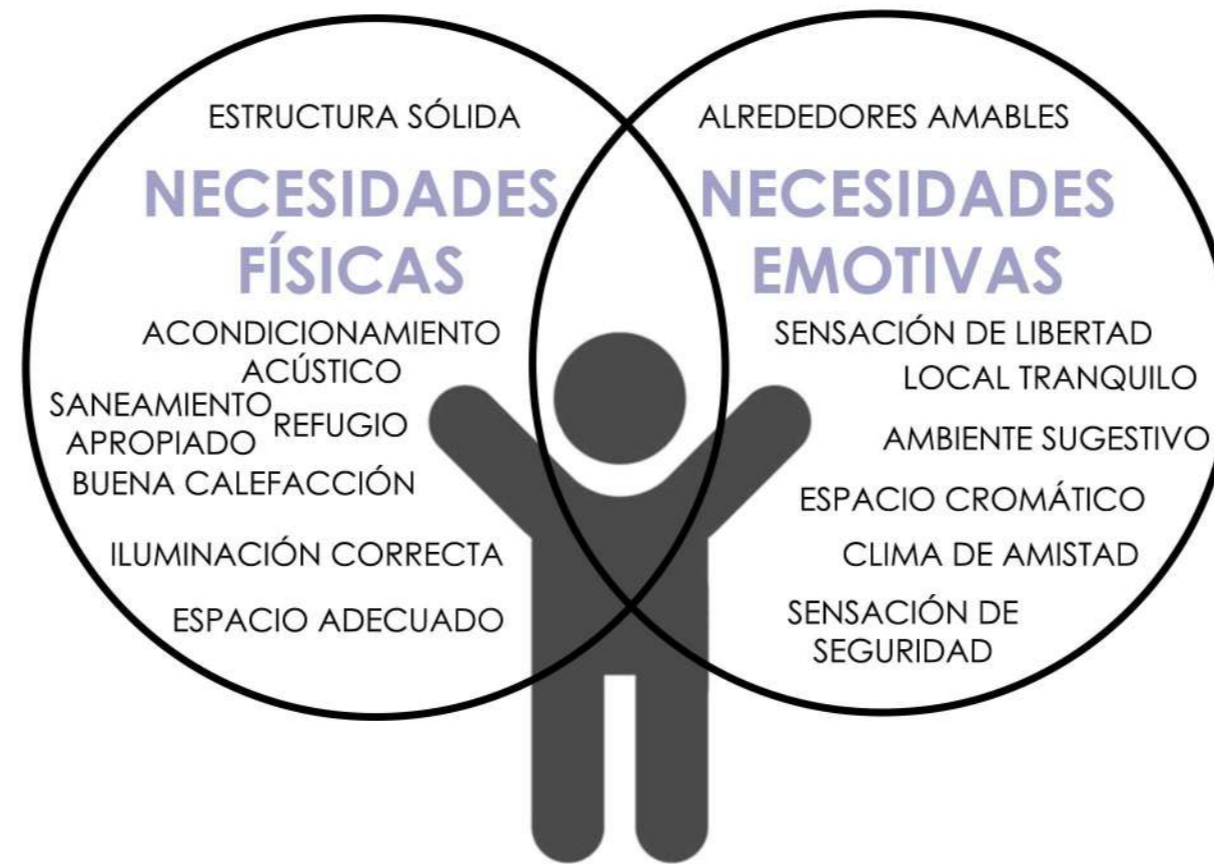 ESTRUCTURA SÓLIDA
NECESIDADES
FÍSICAS
ACONDICIONAMIENTO
ACÚSTICO
SANEAMIENTO
APROPIADO
REFUGIO
BUENA CALEFACCIÓN
ILUMINACIÓN CORRECTA
ESPACIO ADECUADO
ALREDEDORES AMABLES
NECESIDADES
EMOTIVAS
SENSACIÓN DE LIBERTAD
LOCAL TRANQUILO
AMBIENTE SUGESTIVO
ESPACIO CROMÁTICO
CLIMA DE AMISTAD
SENSACIÓN DE
SEGURIDAD